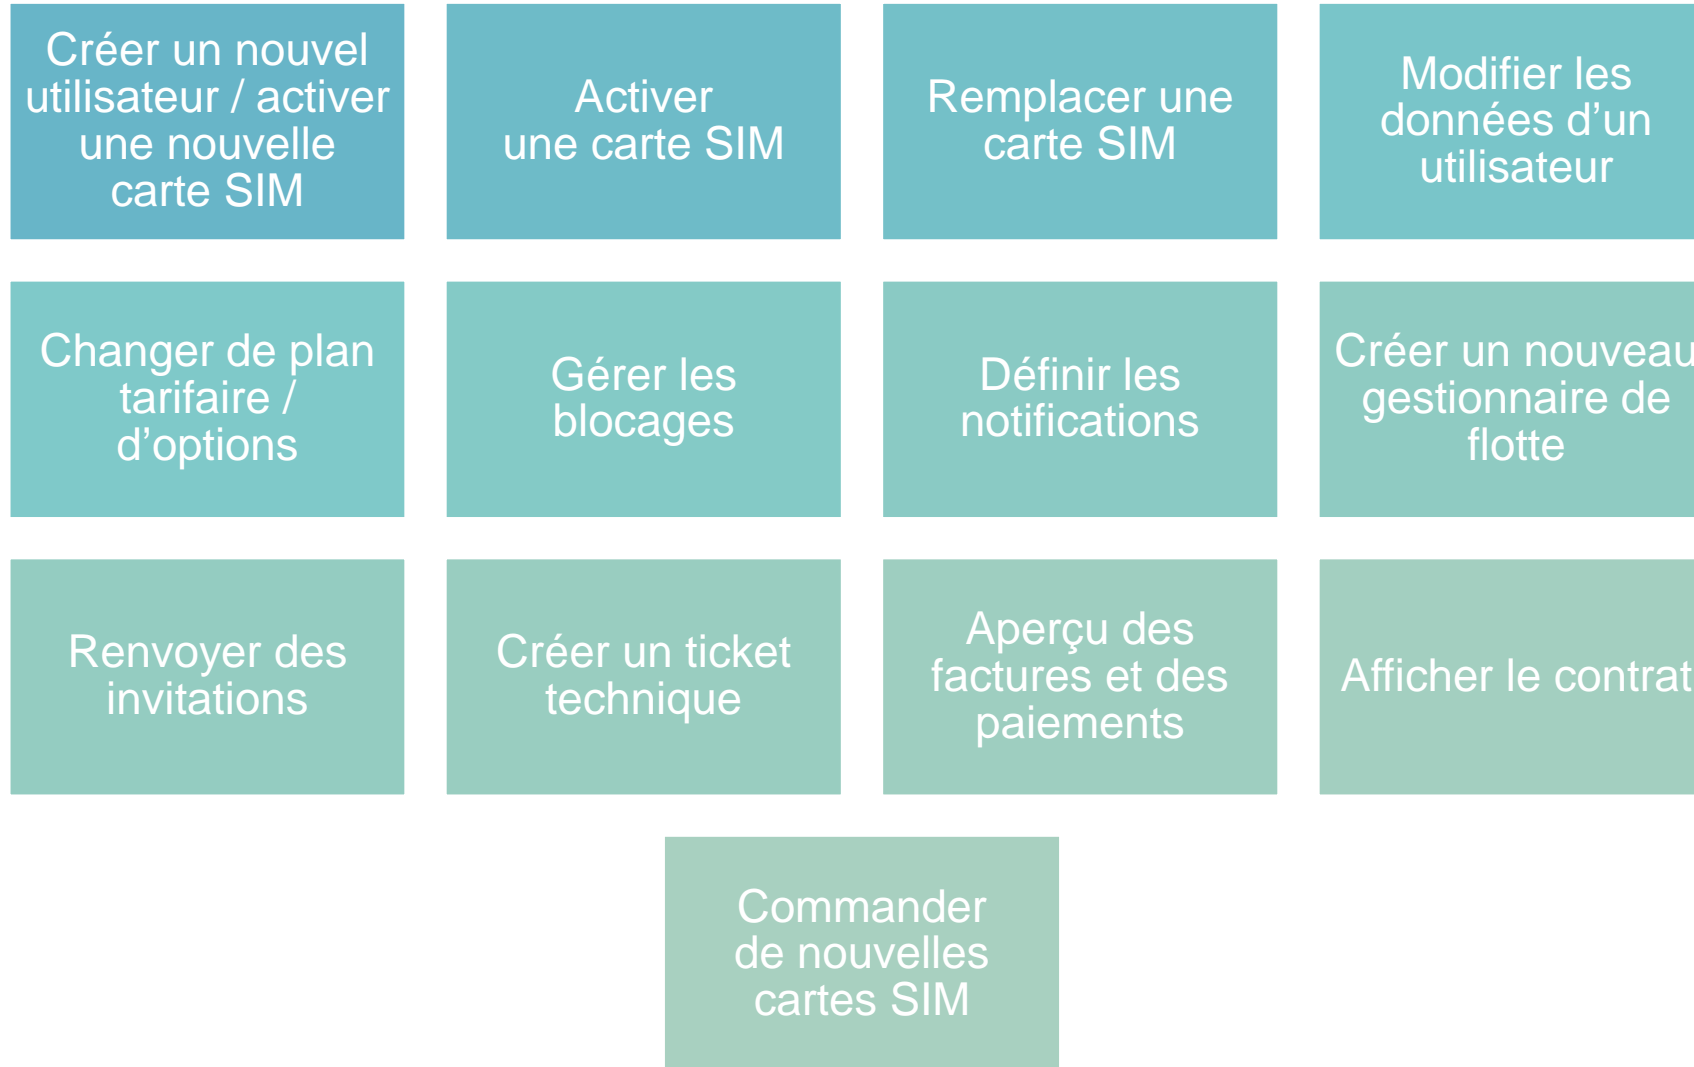 Créer un nouvel
utilisateur / activer
une nouvelle
carte SIM
Activer
une carte SIM
Remplacer une
carte SIM
Modifier les
données d’un
utilisateur
Changer de plan
tarifaire /
d’options
Gérer les
blocages
Définir les
notifications
Créer un nouveau
gestionnaire de
flotte
Renvoyer des
invitations
Créer un ticket
technique
Aperçu des
factures et des
paiements
Afficher le contrat
Commander
de nouvelles
cartes SIM